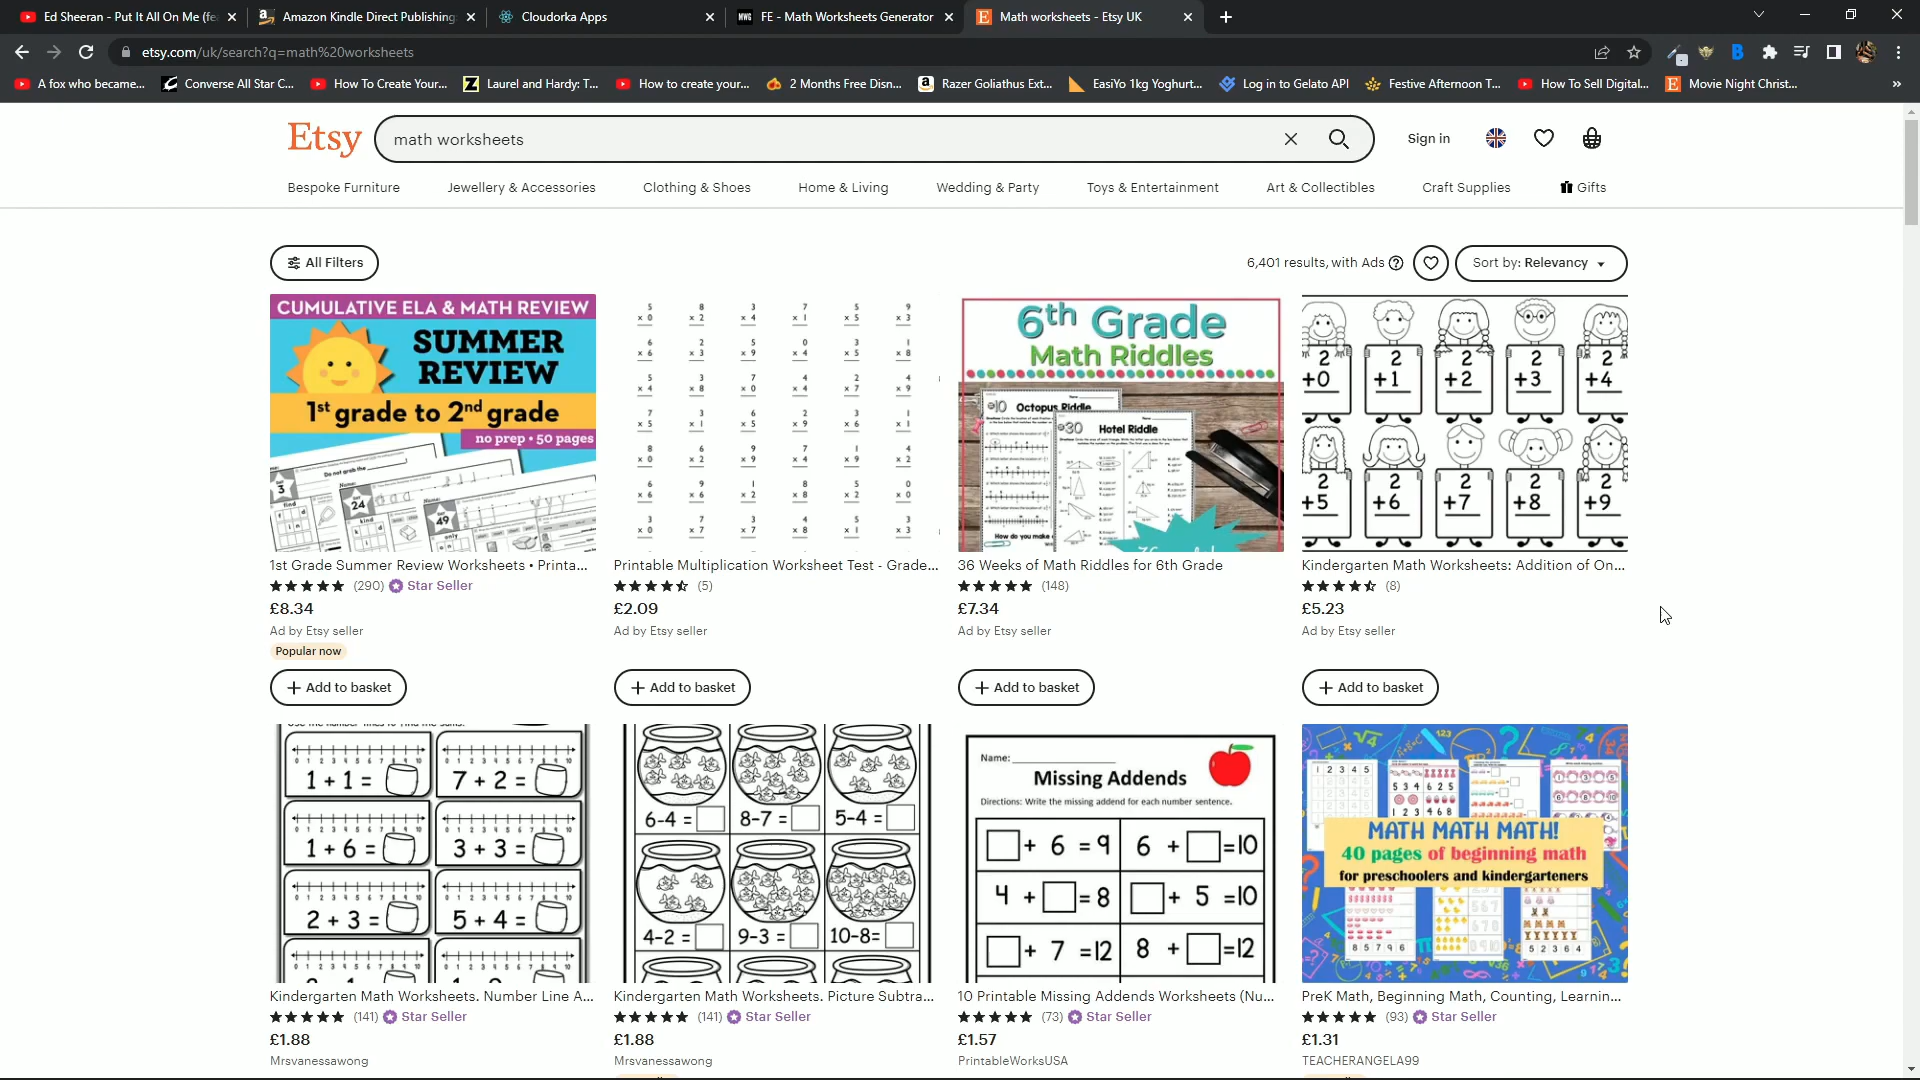 Ed Sheeran - Put It All On Me (fe
Amazon Kindle Direct Publishing:
Cloudorka Apps
FE - Math Worksheets Generator
Math worksheets - Etsy UK
etsy.com/uk/search?q=math%20worksheets
A fox who became...
Converse All Star C...
How To Create Your...
Laurel and Hardy: T...
How to create your...
2 Months Free Disn...
Razer Goliathus Ext...
EasiYo 1kg Yoghurt...
Log in to Gelato API
Festive Afternoon T...
How To Sell Digital...
Movie Night Christ...
Etsy
math worksheets
Sign in
Bespoke Furniture
Jewellery & Accessories
Clothing & Shoes
Home & Living
Wedding & Party
Toys & Entertainment
Art & Collectibles
Craft Supplies
Gifts
All Filters
6,401 results, with Ads
Sort by: Relevancy
CUMULATIVE ELA & MATH REVIEW
SUMMER
REVIEW
1st grade to 2nd grade
no prep • 50 pages
6th Grade
Math Riddles
Octopus Riddle
Hotel Riddle
How do you make
2 2 2 2 2
+0 +1 +2 +3 +4
2 2 2 2 2
+5 +6 +7 +8 +9
1st Grade Summer Review Worksheets • Printa...
(290) Star Seller
£8.34
Ad by Etsy seller
Popular now
Add to basket
Printable Multiplication Worksheet Test - Grade...
(5)
£2.09
Ad by Etsy seller
Add to basket
36 Weeks of Math Riddles for 6th Grade
(148)
£7.34
Ad by Etsy seller
Add to basket
Kindergarten Math Worksheets: Addition of On...
(8)
£5.23
Ad by Etsy seller
Add to basket
1 + 1 = 7 + 2 =
1 + 6 = 3 + 3 =
2 + 3 = 5 + 4 =
6-4 = 8-7 = 5-4 =
4-2 = 9-3 = 10-8=
Name:
Missing Addends
Directions: Write the missing addend for each number sentence.
+ 6 =9 6 + =10
4 + =8 + 5 =10
+ 7 =12 8 + =12
MATH MATH MATH!
40 pages of beginning math
for preschoolers and kindergarteners
Kindergarten Math Worksheets. Number Line A...
(141) Star Seller
£1.88
Mrsvanessawong
Kindergarten Math Worksheets. Picture Subtra...
(141) Star Seller
£1.88
Mrsvanessawong
10 Printable Missing Addends Worksheets (Nu...
(73) Star Seller
£1.57
PrintableWorksUSA
PreK Math, Beginning Math, Counting, Learnin...
(93) Star Seller
£1.31
TEACHERANGELA99